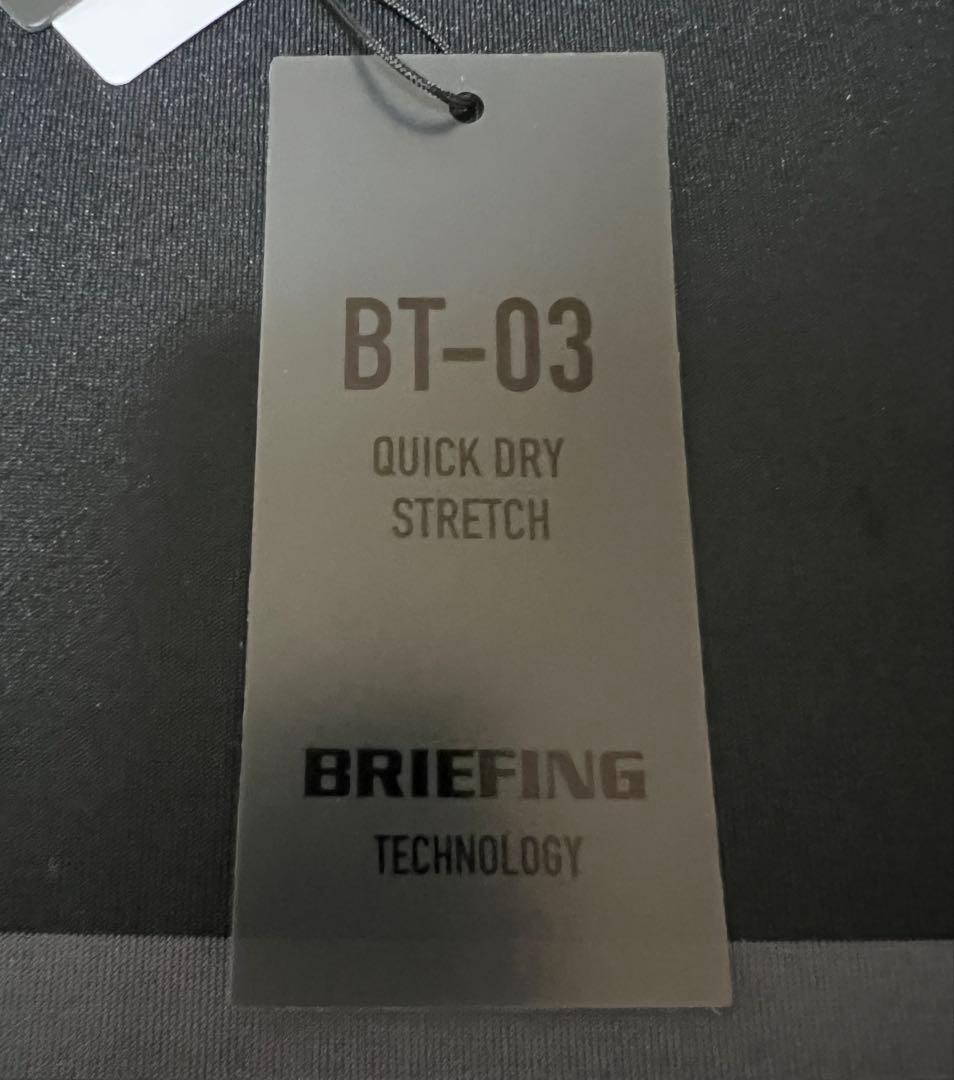 BT-03
QUICK DRY
STRETCH
BRIEFING
TECHNOLOGY